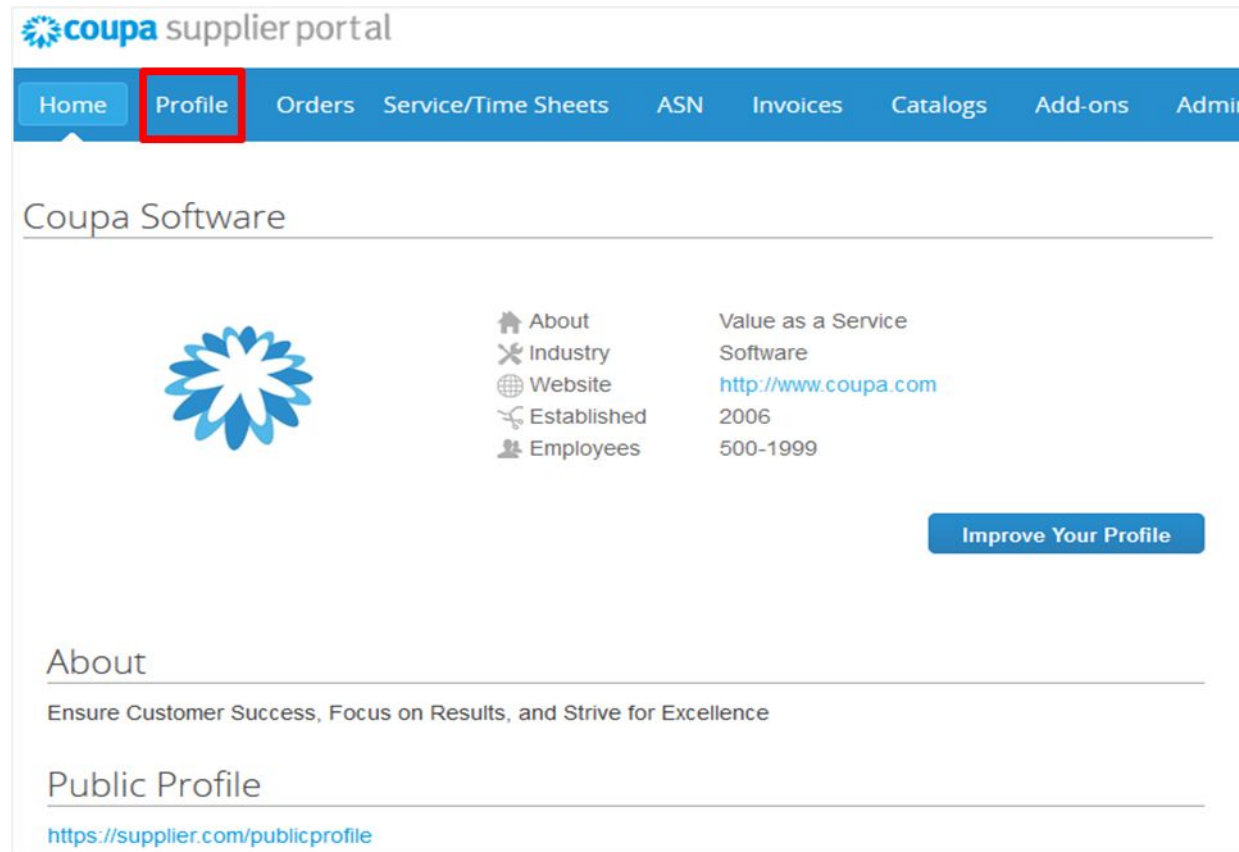 coupa supplier portal
Home Profile Orders Service/Time Sheets ASN Invoices Catalogs Add-ons
Coupa Software
About Value as a Service
Industry Software
Website http://www.coupa.com
Established 2006
Employees 500-1999
Improve Your Profile
About
Ensure Customer Success, Focus on Results, and Strive for Excellence
Public Profile
https://supplier.com/publicprofile